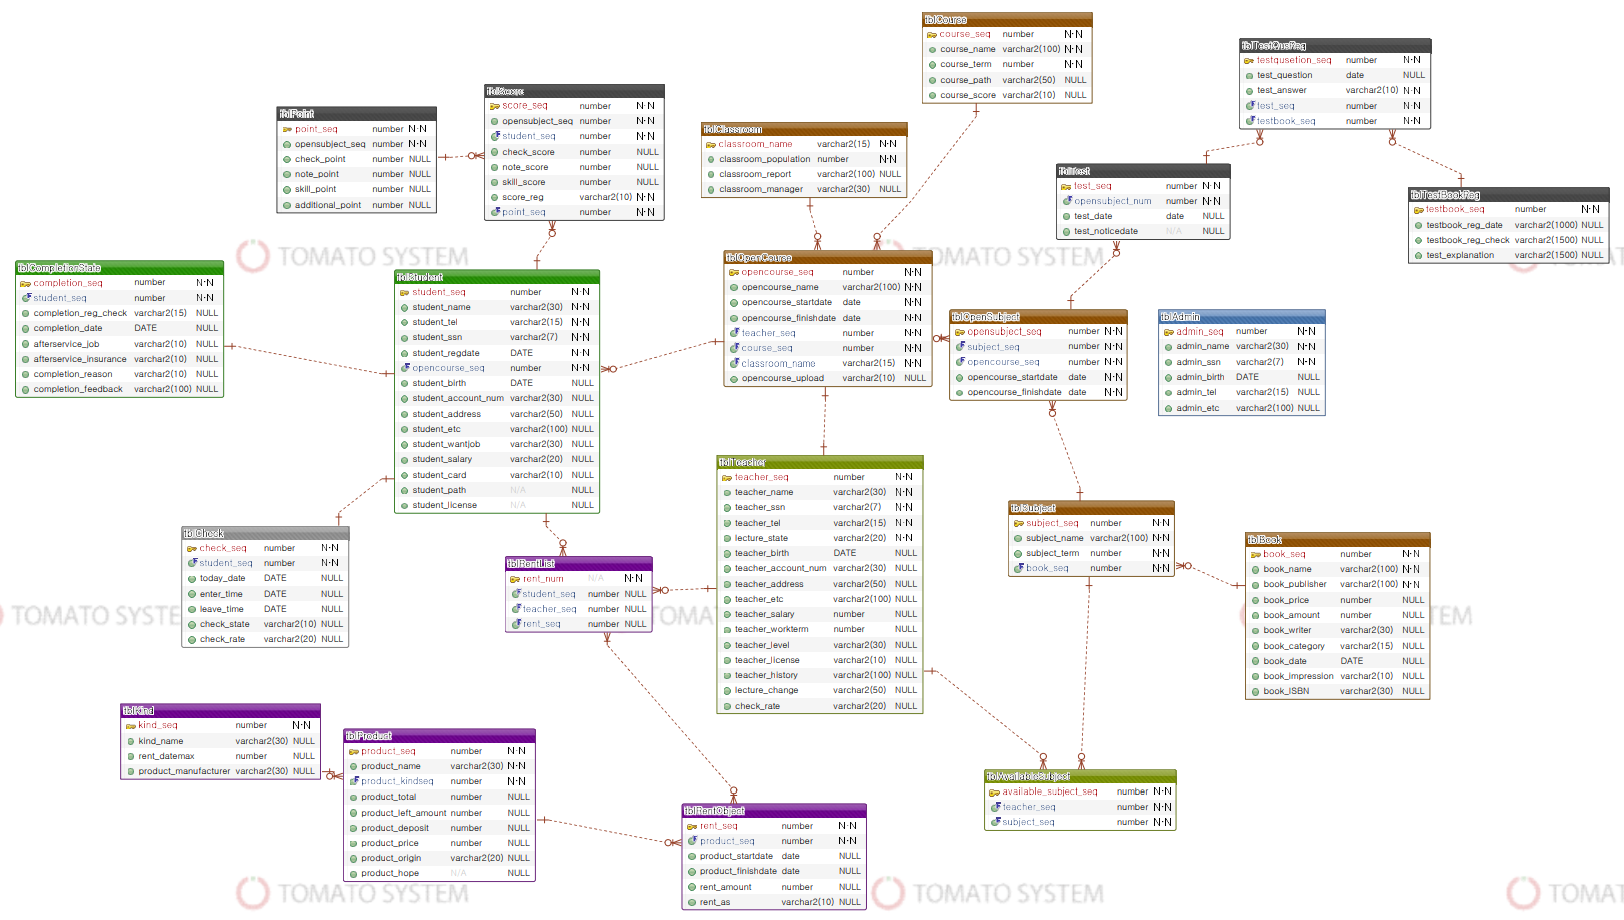 tblCourse
course_seq number N-N
course_name varchar2(100) N-N
course_term number N-N
course_path varchar2(50) NULL
course_score varchar2(10) NULL
tblTestQusReg
testqusetion_seq number N-N
test_question date NULL
test_answer varchar2(10) N-N
test_seq number N-N
testbook_seq number N-N
tblScore
score_seq number N-N
opensubject_seq number N-N
student_seq number N-N
check_score number NULL
note_score number NULL
skill_score number NULL
score_reg varchar2(10) N-N
point_seq number N-N
tblPoint
point_seq number N-N
opensubject_seq number N-N
check_point number NULL
note_point number NULL
skill_point number NULL
additional_point number NULL
tblClassroom
classroom_name varchar2(15) N-N
classroom_population number N-N
classroom_report varchar2(100) NULL
classroom_manager varchar2(30) NULL
tbltest
test_seq number N-N
opensubject_num number N-N
test_date date NULL
test_noticedate N/A NULL
tblTestBookReg
testbook_seq number N-N
testbook_reg_date varchar2(1000) NULL
testbook_reg_check varchar2(1500) NULL
test_explanation varchar2(1500) NULL
TOMATO SYSTEM
TOMATO SYSTEM
tblCompletionState
completion_seq number N-N
student_seq number N-N
completion_reg_check varchar2(15) NULL
completion_date DATE NULL
afterservice_job varchar2(10) NULL
afterservice_insurance varchar2(10) NULL
completion_reason varchar2(10) NULL
completion_feedback varchar2(100) NULL
tblStudent
student_seq number N-N
student_name varchar2(30) N-N
student_tel varchar2(15) N-N
student_ssn varchar2(7) N-N
student_regdate DATE N-N
opencourse_seq number N-N
student_birth DATE NULL
student_account_num varchar2(30) NULL
student_address varchar2(50) NULL
student_etc varchar2(100) NULL
student_wantjob varchar2(30) NULL
student_salary varchar2(20) NULL
student_card varchar2(10) NULL
student_path N/A NULL
student_license N/A NULL
tblOpenCourse
opencourse_seq number N-N
opencourse_name varchar2(100) N-N
opencourse_startdate date N-N
opencourse_finishdate date N-N
teacher_seq number N-N
course_seq number N-N
classroom_name varchar2(15) N-N
opencourse_upload varchar2(10) NULL
tblOpenSubject
opensubject_seq number N-N
subject_seq number N-N
opencourse_seq number N-N
opencourse_startdate date N-N
opencourse_finishdate date N-N
tblAdmin
admin_seq number N-N
admin_name varchar2(30) N-N
admin_ssn varchar2(7) N-N
admin_birth DATE NULL
admin_tel varchar2(15) NULL
admin_etc varchar2(100) NULL
tblTeacher
teacher_seq number N-N
teacher_name varchar2(30) N-N
teacher_ssn varchar2(7) N-N
teacher_tel varchar2(15) N-N
lecture_state varchar2(20) N-N
teacher_birth DATE NULL
teacher_account_num varchar2(30) NULL
teacher_address varchar2(50) NULL
teacher_etc varchar2(100) NULL
teacher_salary number NULL
teacher_workterm number NULL
teacher_level varchar2(30) NULL
teacher_license varchar2(10) NULL
teacher_history varchar2(100) NULL
lecture_change varchar2(50) NULL
check_rate varchar2(20) NULL
tblSubject
subject_seq number N-N
subject_name varchar2(100) N-N
subject_term number N-N
book_seq number N-N
tblBook
book_seq number N-N
book_name varchar2(100) N-N
book_publisher varchar2(100) N-N
book_price number NULL
book_amount number NULL
book_writer varchar2(30) NULL
book_category varchar2(15) NULL
book_date DATE NULL
book_impression varchar2(10) NULL
book_ISBN varchar2(30) NULL
tblCheck
check_seq number N-N
student_seq number N-N
today_date DATE NULL
enter_time DATE NULL
leave_time DATE NULL
check_state varchar2(10) NULL
check_rate varchar2(20) NULL
tblRentList
rent_num N/A N-N
student_seq number NULL
teacher_seq number NULL
rent_seq number NULL
TOMATO SYSTE
TOMA
EM
tblKind
kind_seq number N-N
kind_name varchar2(30) NULL
rent_datemax number NULL
product_manufacturer varchar2(30) NULL
tblProduct
product_seq number N-N
product_name varchar2(30) N-N
product_kindseq number N-N
product_total number NULL
product_left_amount number NULL
product_deposit number NULL
product_price number NULL
product_origin varchar2(20) NULL
product_hope N/A NULL
tblRentObject
rent_seq number N-N
product_seq number N-N
product_startdate date NULL
product_finishdate date NULL
rent_amount number NULL
rent_as varchar2(10) NULL
tblAvailableSubject
available_subject_seq number N-N
teacher_seq number N-N
subject_seq number N-N
TOMATO SYSTEM
TOMATO SYSTEM
TOMA